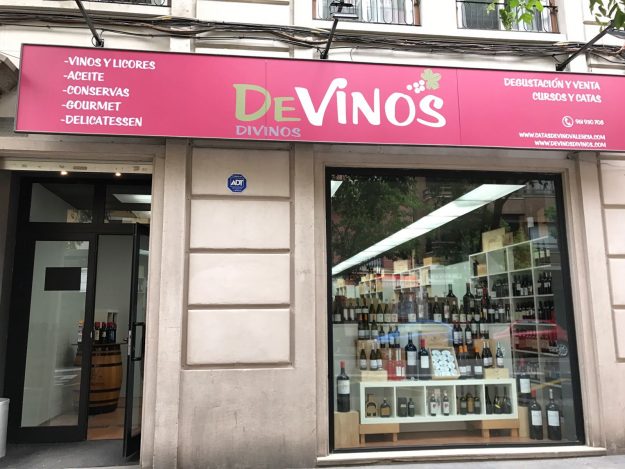 -VINOS Y LICORES
-ACEITE
-CONSERVAS
-GOURMET
-DELICATESSEN
DEVINOS
DIVINOS
DEGUSTACIÓN Y VENTA
CURSOS Y CATAS
WWW.CATASDEVINOVALENCIA.COM
WWW.DEVINOSDIVINOS.COM
ADT